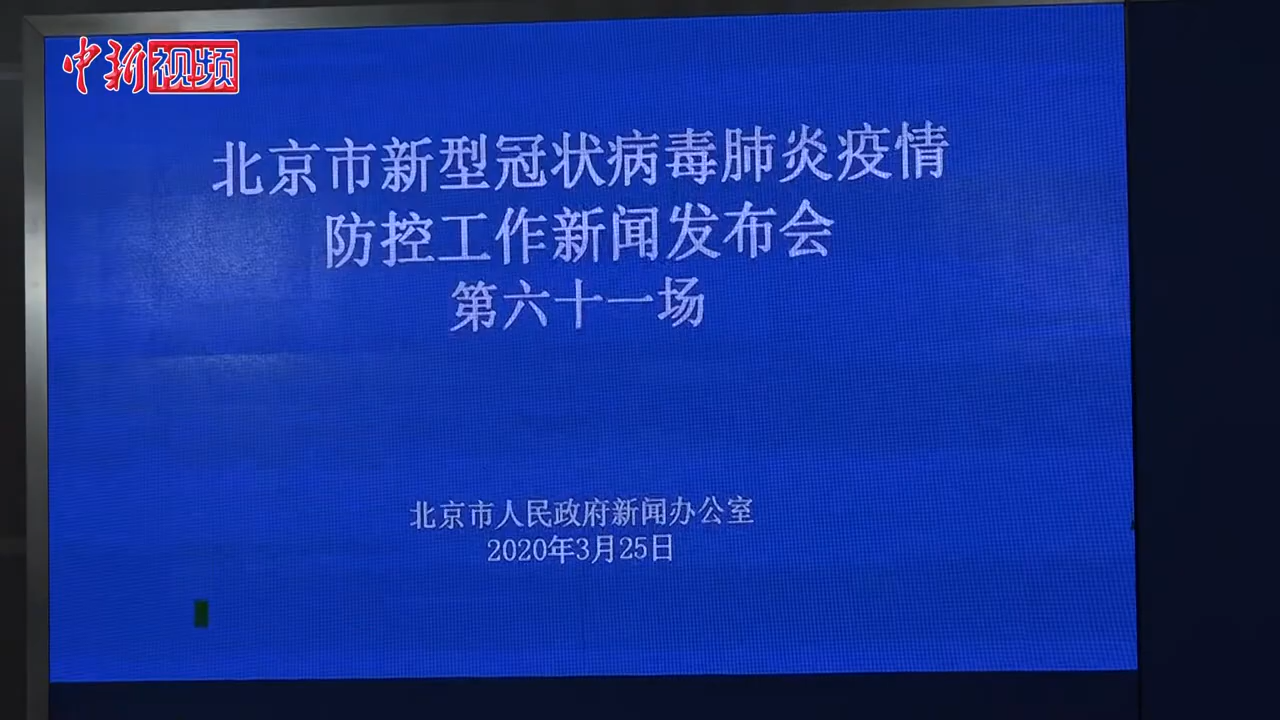 中新视频
北京市新型冠状病毒肺炎疫情
防控工作新闻发布会
第六十一场
北京市人民政府新闻办公室
2020年3月25日